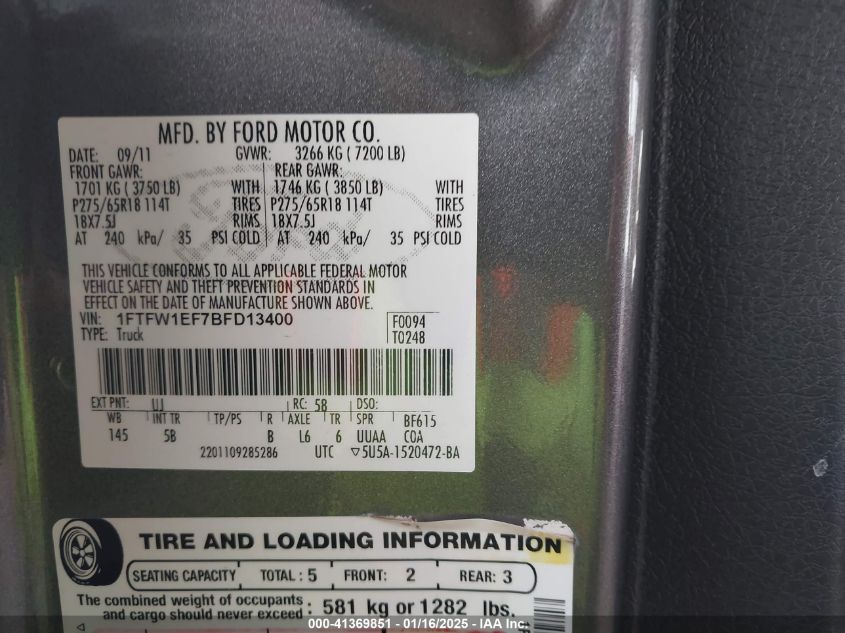 MFD. BY FORD MOTOR CO.
DATE: 09/11 GVWR: 3266 KG ( 7200 LB)
FRONT GAWR: REAR GAWR:
1701 KG ( 3750 LB) WITH 1746 KG ( 3850 LB) WITH
P275/65R18 114T TIRES P275/65R18 114T TIRES
18X7.5J RIMS 18X7.5J RIMS
AT 240 kPa/ 35 PSI COLD AT 240 kPa/ 35 PSI COLD
THIS VEHICLE CONFORMS TO ALL APPLICABLE FEDERAL MOTOR
VEHICLE SAFETY AND THEFT PREVENTION STANDARDS IN
EFFECT ON THE DATE OF MANUFACTURE SHOWN ABOVE.
VIN: 1FTFW1EF7BFD13400 F0094
TYPE: Truck T0248
EXT PNT: UJ RC: 58 DSO:
WB INT TR TP/PS R AXLE TR SPR BF615
145 5B B L6 6 UUAA COA
2201109285286 UTC ▽5U5A-1520472-BA
TIRE AND LOADING INFORMATION
SEATING CAPACITY TOTAL : 5 FRONT: 2 REAR: 3
The combined weight of occupants
and cargo should never exceed : 581 kg or 1282 lbs.
000-41369851 - 01/16/2025 - IAA Inc.